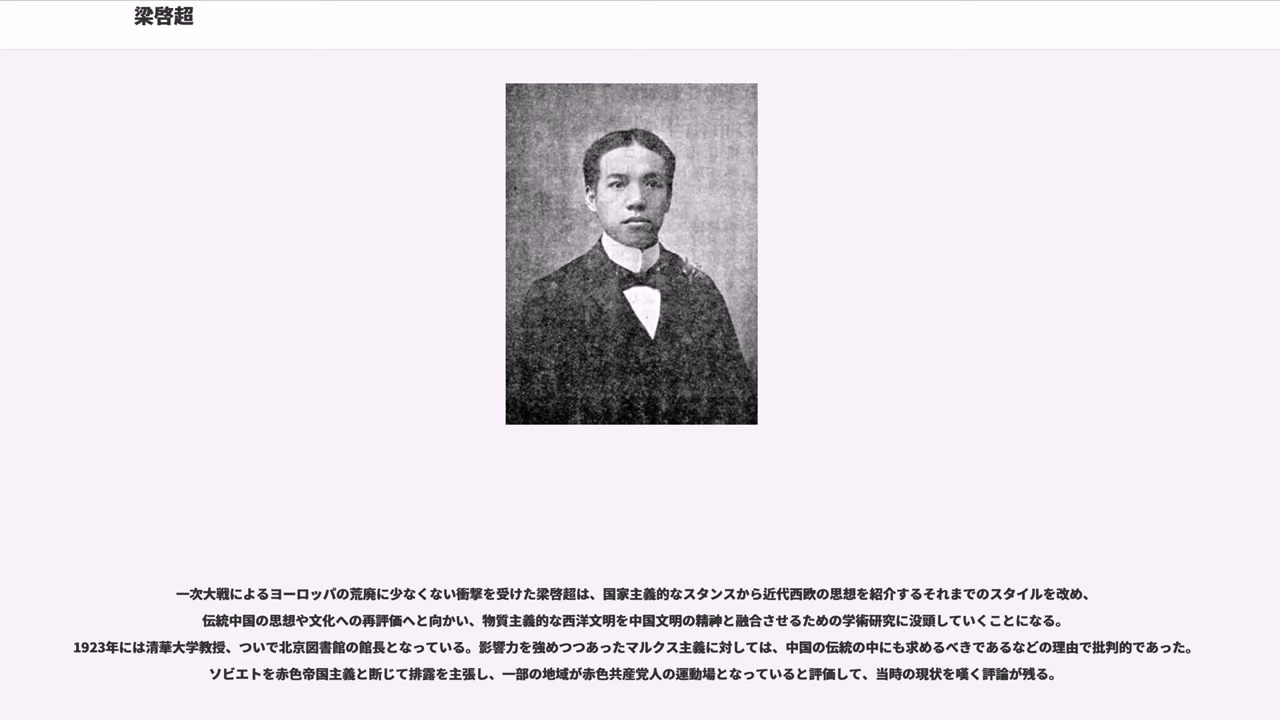 梁啓超
一次大戦によるヨーロッパの荒廃に少なくない衝撃を受けた梁啓超は、国家主義的なスタンスから近代西欧の思想を紹介するそれまでのスタイルを改め、
伝統中国の思想や文化への再評価へと向かい、物質主義的な西洋文明を中国文明の精神と融合させるための学術研究に没頭していくことになる。
1923年には清華大学教授、ついで北京図書館の館長となっている。影響力を強めつつあったマルクス主義に対しては、中国の伝統の中にも求めるべきであるなどの理由で批判的であった。
ソビエトを赤色帝国主義と断じて排露を主張し、一部の地域が赤色共産党人の運動場となっていると評価して、当時の現状を嘆く評論が残る。